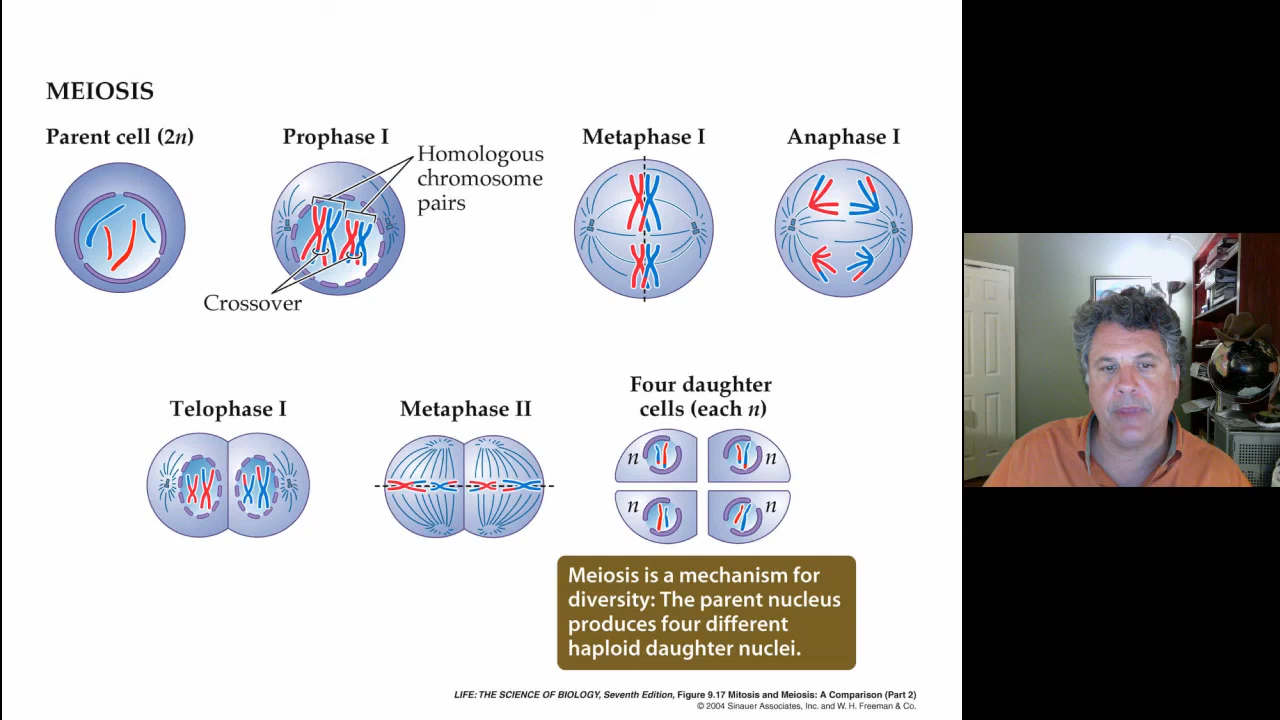 MEIOSIS
Parent cell (2n)
Prophase I
Homologous
chromosome
pairs
Crossover
Metaphase I
Anaphase I
Telophase I
Metaphase II
Four daughter
cells (each n)
n
n
n
n
Meiosis is a mechanism for
diversity: The parent nucleus
produces four different
haploid daughter nuclei.
LIFE: THE SCIENCE OF BIOLOGY, Seventh Edition, Figure 9.17 Mitosis and Meiosis: A Comparison (Part 2)
© 2004 Sinauer Associates, Inc. and W. H. Freeman & Co.